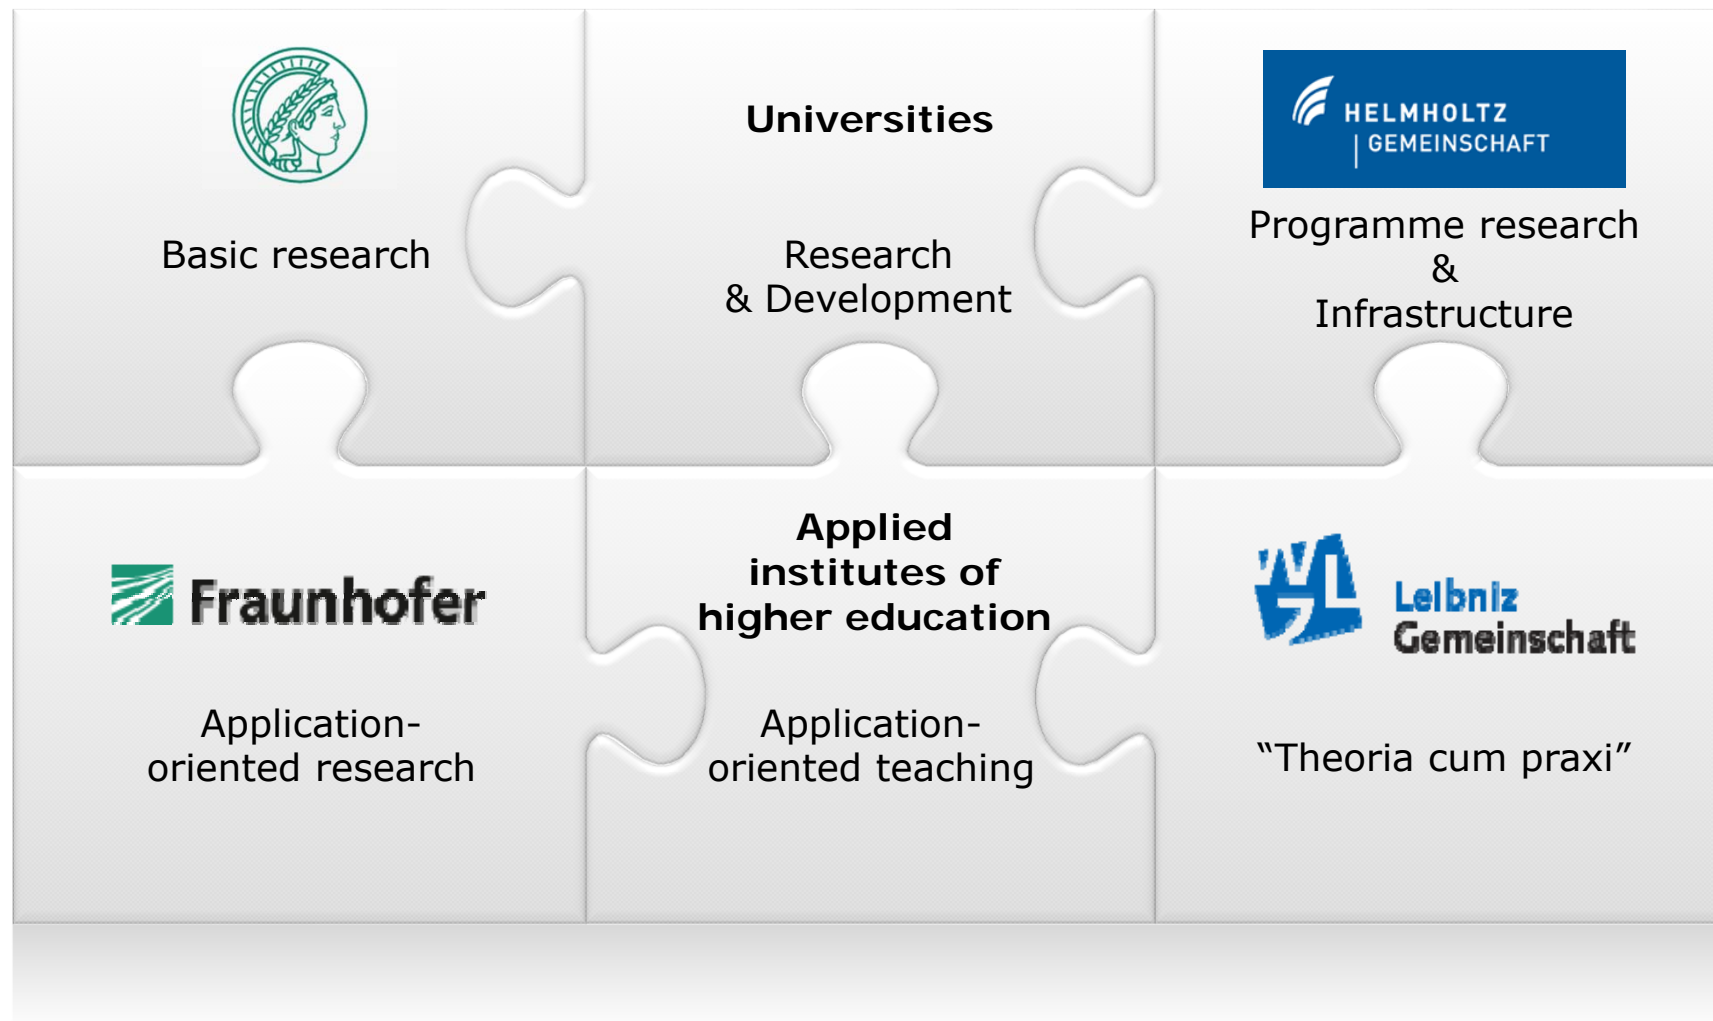 Basic research
Universities
Research
& Development
HELMHOLTZ
GEMEINSCHAFT
Programme research
&
Infrastructure
Fraunhofer
Application-
oriented research
Applied
institutes of
higher education
Application-
oriented teaching
Leibniz
Gemeinschaft
“Theoria cum praxi”